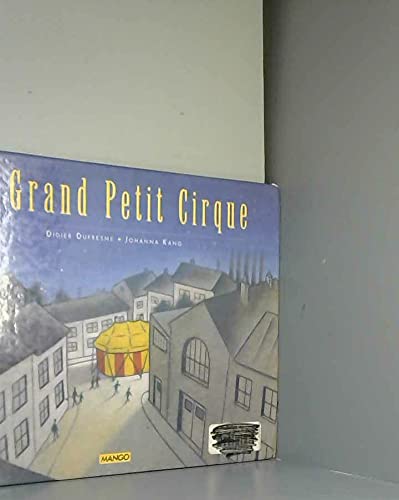 Grand Petit Cirque
DIDIER DUFRESNE • JOHANNA KANG
MANGO